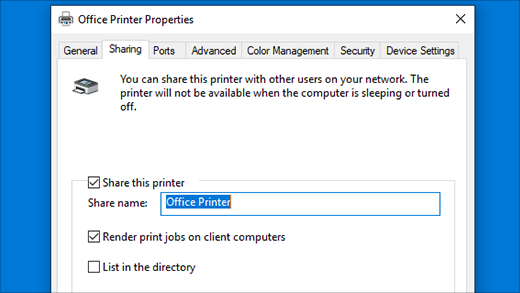 Office Printer Properties
General Sharing Ports Advanced Color Management Security Device Settings
You can share this printer with other users on your network. The
printer will not be available when the computer is sleeping or turned
off.
Share this printer
Share name: Office Printer
Render print jobs on client computers
List in the directory